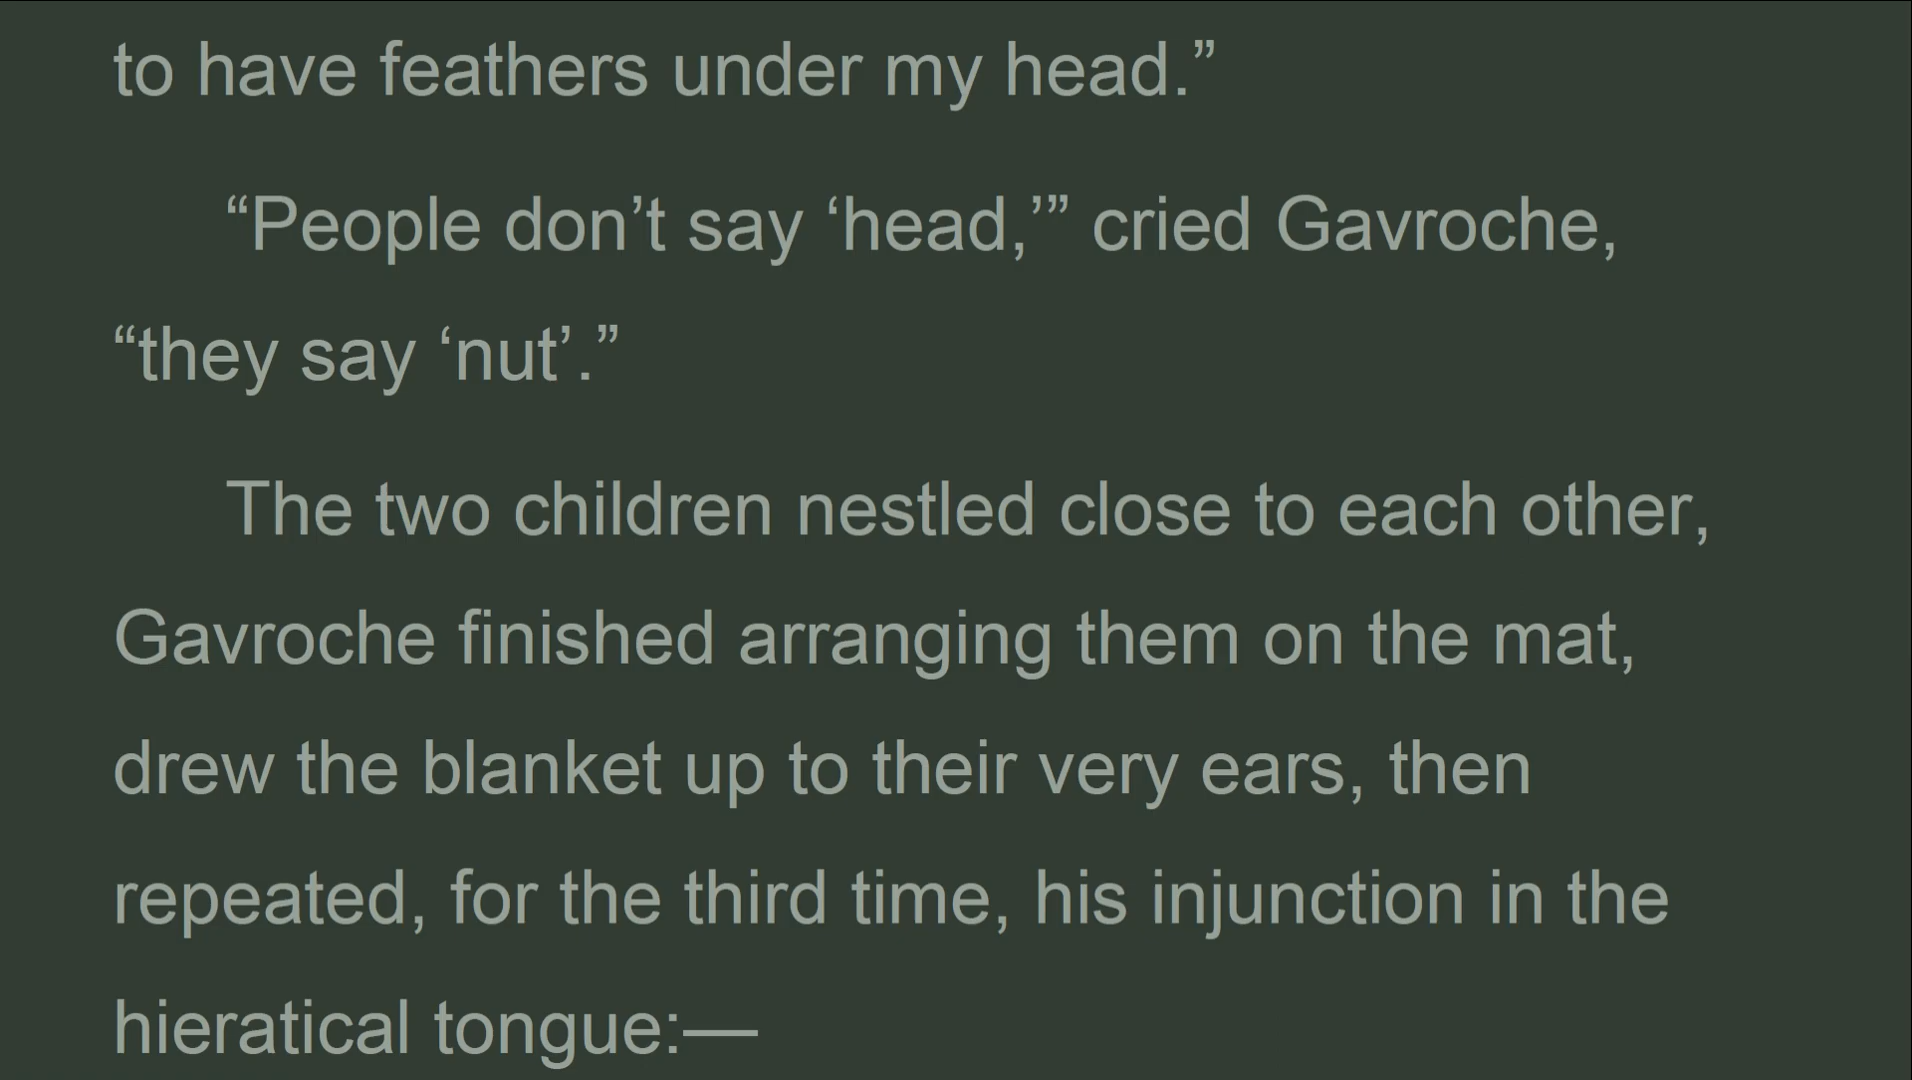 to have feathers under my head.”
“People don’t say ‘head,’” cried Gavroche,
“they say ‘nut’.”
The two children nestled close to each other,
Gavroche finished arranging them on the mat,
drew the blanket up to their very ears, then
repeated, for the third time, his injunction in the
hieratical tongue:—